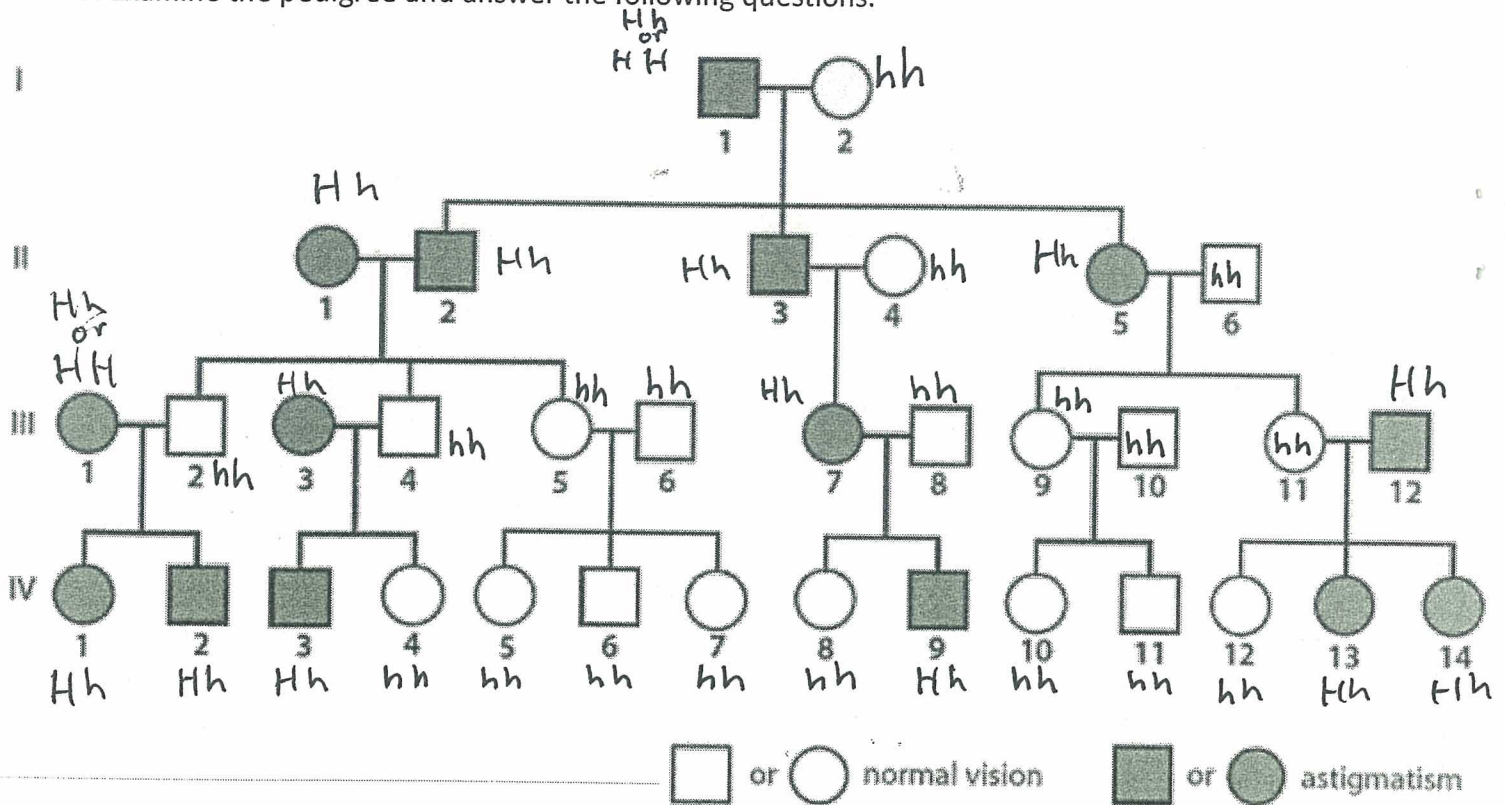 Examine the pedigree and answer the following questions.
Hh
or
HH
hh
I
1
2
Hh
II
Hh
Hh
hh
Hh
hh
1
2
3
4
5
6
Hh
or
HH
Hh
hh
hh
Hh
hh
hh
Hh
III
hh
hh
hh
hh
1
2
3
4
5
6
7
8
9
10
11
12
IV
1
2
3
4
5
6
7
8
9
10
11
12
13
14
Hh
Hh
Hh
hh
hh
hh
hh
hh
Hh
hh
hh
hh
Hh
Hh
or
normal vision
or
astigmatism